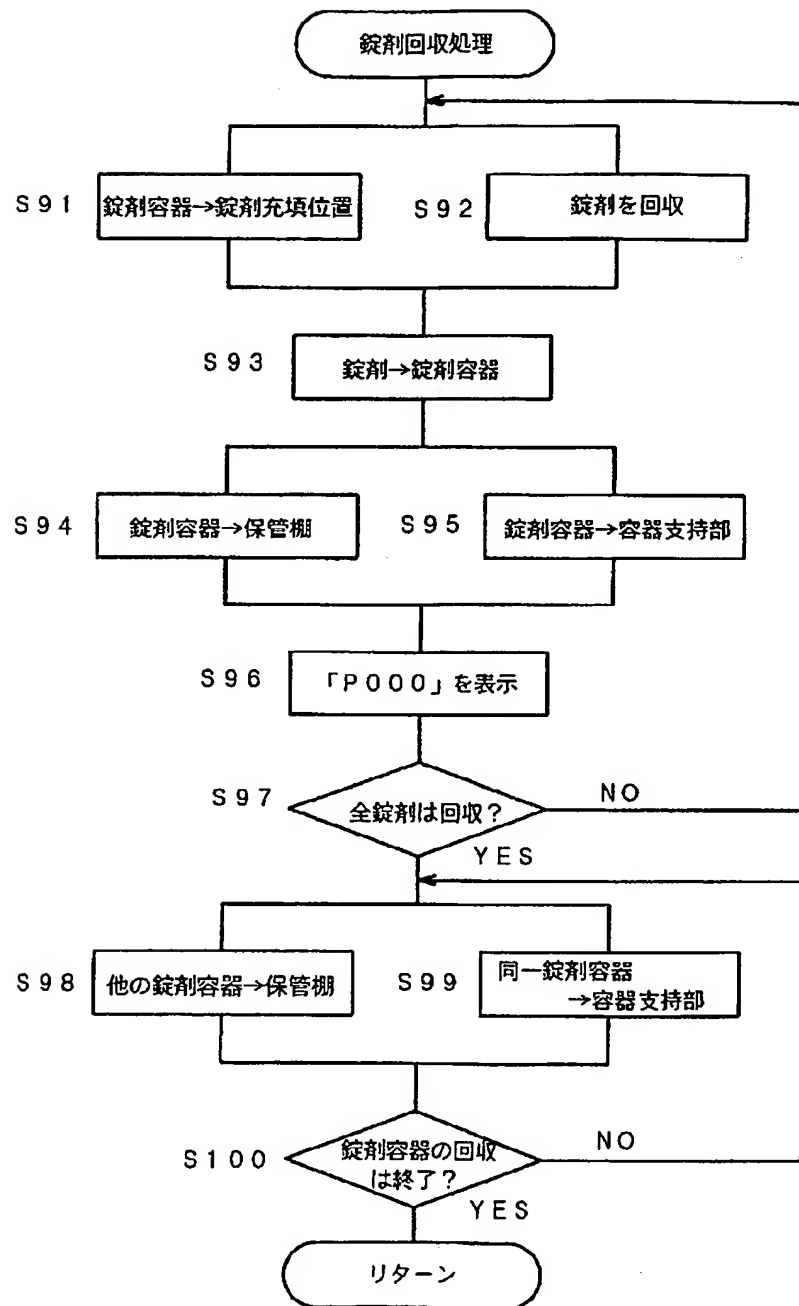 錠剤回収処理
S91
錠剤容器→錠剤充填位置
S92
錠剤を回収
S93
錠剤→錠剤容器
S94
錠剤容器→保管棚
S95
錠剤容器→容器支持部
S96
「P000」を表示
S97
全錠剤は回収?
NO
YES
S98
他の錠剤容器→保管棚
S99
同一錠剤容器
→容器支持部
S100
錠剤容器の回収
は終了?
NO
YES
リターン